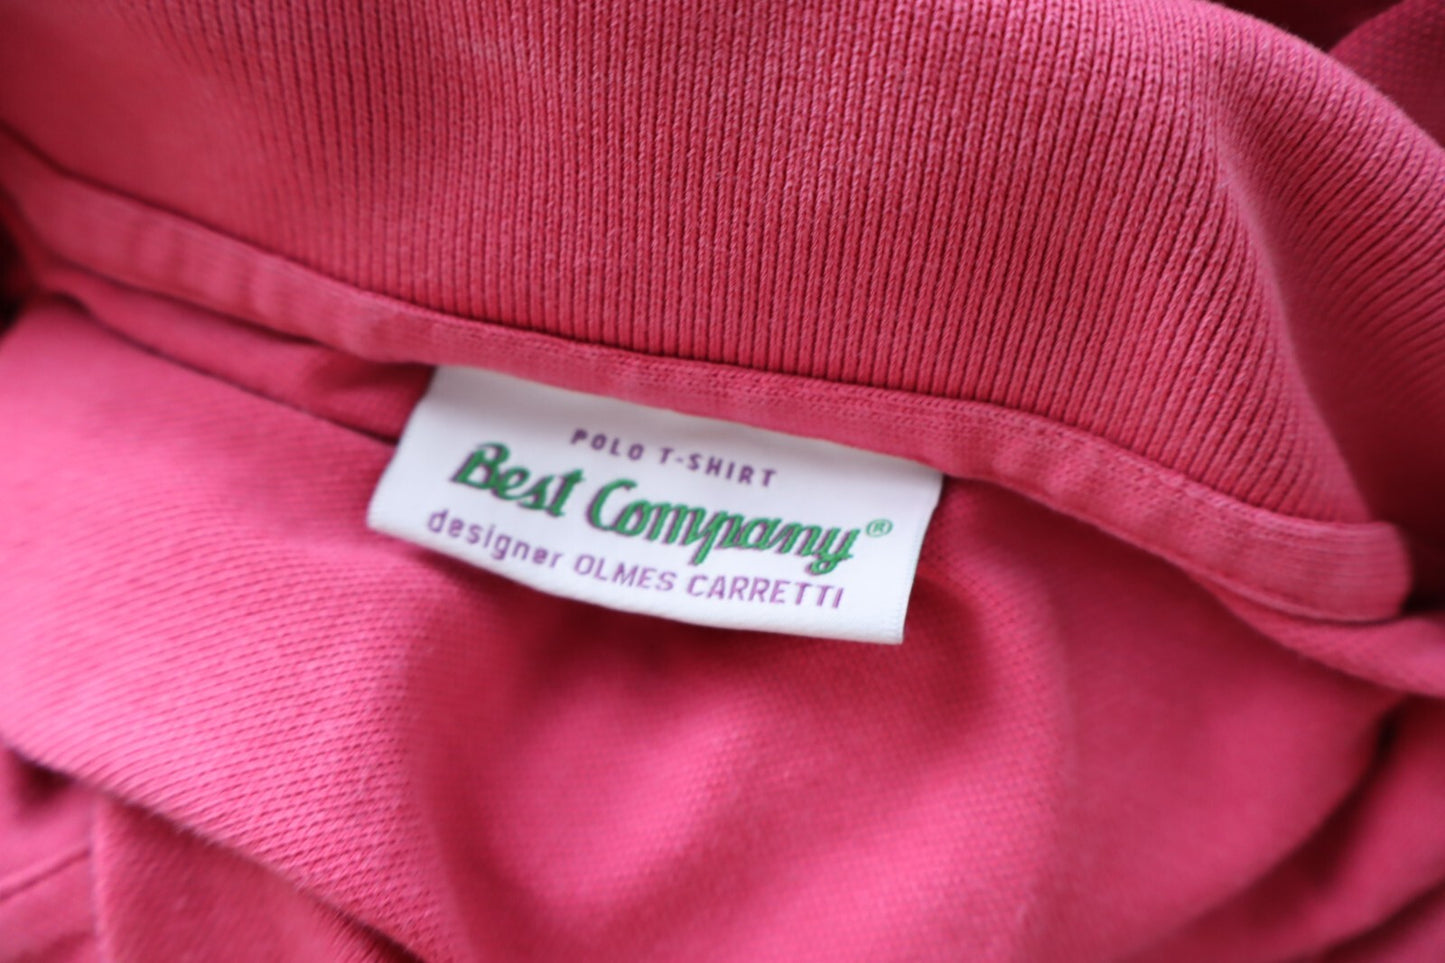 POLO T-SHIRT
Best Company®
designer OLMES CARRETTI